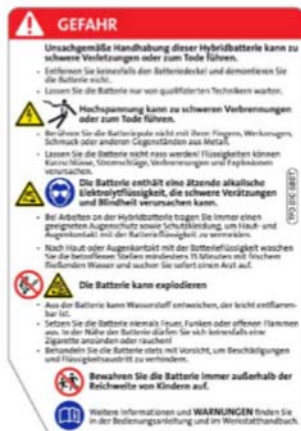 GEFAHR
Unsachgemäße Handhabung dieser Hybridbatterie kann zu
schwere Verletzungen oder zum Tode führen.
- Entfernen Sie keinesfalls den Batteriedeckel und demontieren Sie
die Batterie nicht.
- Lassen Sie die Batterie nur von qualifizierten Technikern warten.
Hochspannung kann zu schweren Verbrennungen
oder zum Tode führen.
- Berühren Sie die Batteriepole nicht mit ihren Fingern, Werkzeugen,
Schmuck oder anderen Gegenständen aus Metall.
- Lassen Sie die Batterie nicht nass werden! Flüssigkeiten können
Kurzschlüsse, Stromschläge, Verbrennungen und Explosionen
verursachen.
Die Batterie enthält eine ätzende alkalische
Elektrolytflüssigkeit, die schwere Verätzungen
und Blindheit verursachen kann.
- Bei Arbeiten an der Hybridbatterie tragen Sie immer einen
geeigneten Augenschutz sowie Schutzkleidung, um Haut- und
Augenkontakt mit der Batterieflüssigkeit zu vermeiden.
- Nach Haut oder Augenkontakt mit der Batterieflüssigkeit waschen
Sie die betroffenen Stellen mindestens 15 Minuten mit frischem
fließenden Wasser und suchen Sie sofort einen Arzt auf.
Die Batterie kann explodieren
- Aus der Batterie kann Wasserstoff entweichen, der leicht entflamm-
bar ist.
- Setzen Sie die Batterie niemals Feuer, Funken oder offenen Flammen
aus. In der Nähe der Batterie dürfen Sie sich keinesfalls eine
Zigarette anzünden oder rauchen!
- Behandeln Sie die Batterie stets mit Vorsicht, um Beschädigungen
und Flüssigkeitsaustritt zu verhindern.
Bewahren Sie die Batterie immer außerhalb der
Reichweite von Kindern auf.
Weitere Informationen und WARNUNGEN finden Sie
in der Bedienungsanleitung und im Werkstatthandbuch.